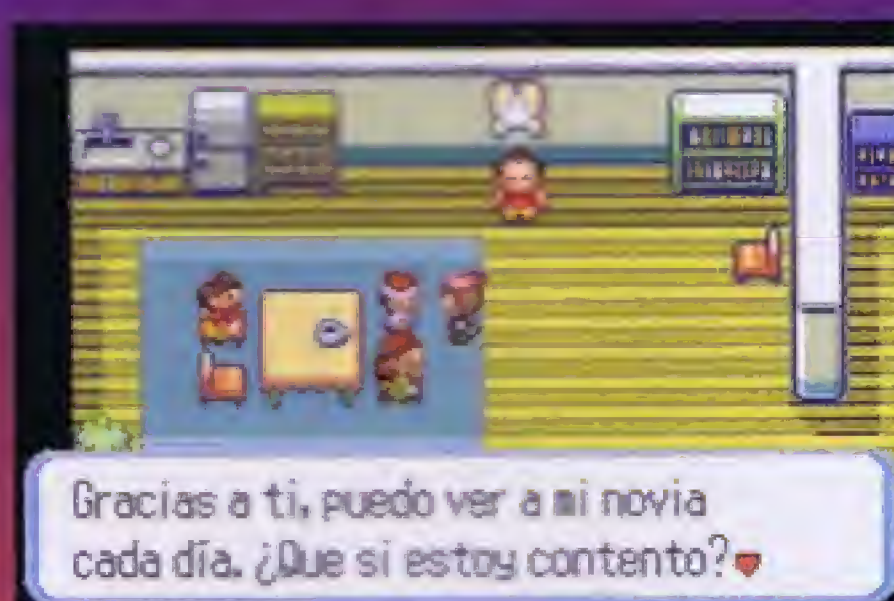 Gracias a ti, puedo ver a mi novia
cada día. ¿Que si estoy contento?